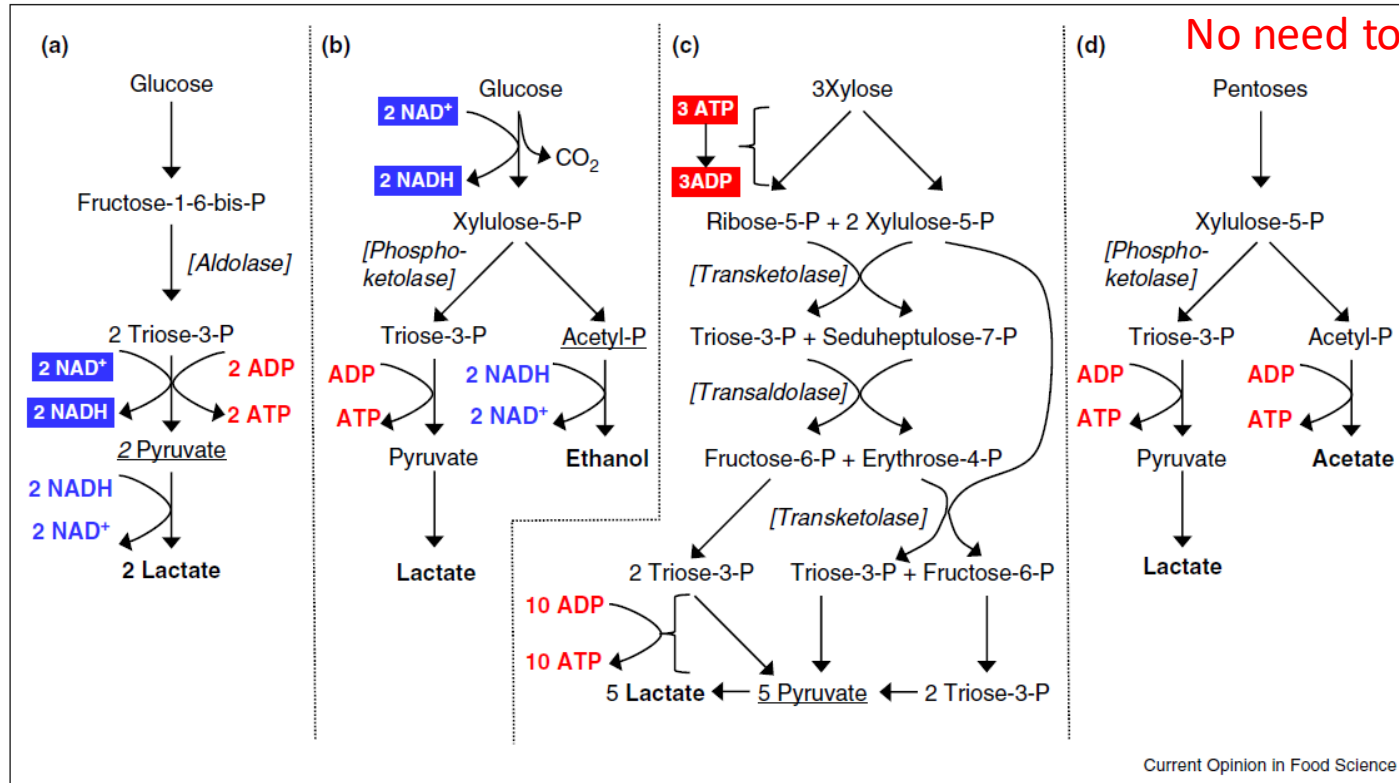 No need to
(a)
Glucose
Fructose-1-6-bis-P
[Aldolase]
2 Triose-3-P
2 NAD⁺
2 ADP
2 NADH
2 ATP
2 Pyruvate
2 NADH
2 NAD⁺
2 Lactate
(b)
Glucose
2 NAD⁺
CO₂
2 NADH
Xylulose-5-P
[Phospho-
ketolase]
Triose-3-P
Acetyl-P
ADP
2 NADH
ATP
2 NAD⁺
Pyruvate
Ethanol
Lactate
(c)
3Xylose
3 ATP
3ADP
Ribose-5-P + 2 Xylulose-5-P
[Transketolase]
Triose-3-P + Seduheptulose-7-P
[Transaldolase]
Fructose-6-P + Erythrose-4-P
[Transketolase]
2 Triose-3-P
Triose-3-P + Fructose-6-P
10 ADP
10 ATP
5 Lactate
5 Pyruvate
2 Triose-3-P
(d)
Pentoses
Xylulose-5-P
[Phospho-
ketolase]
Triose-3-P
Acetyl-P
ADP
ADP
ATP
ATP
Pyruvate
Acetate
Lactate
Current Opinion in Food Science